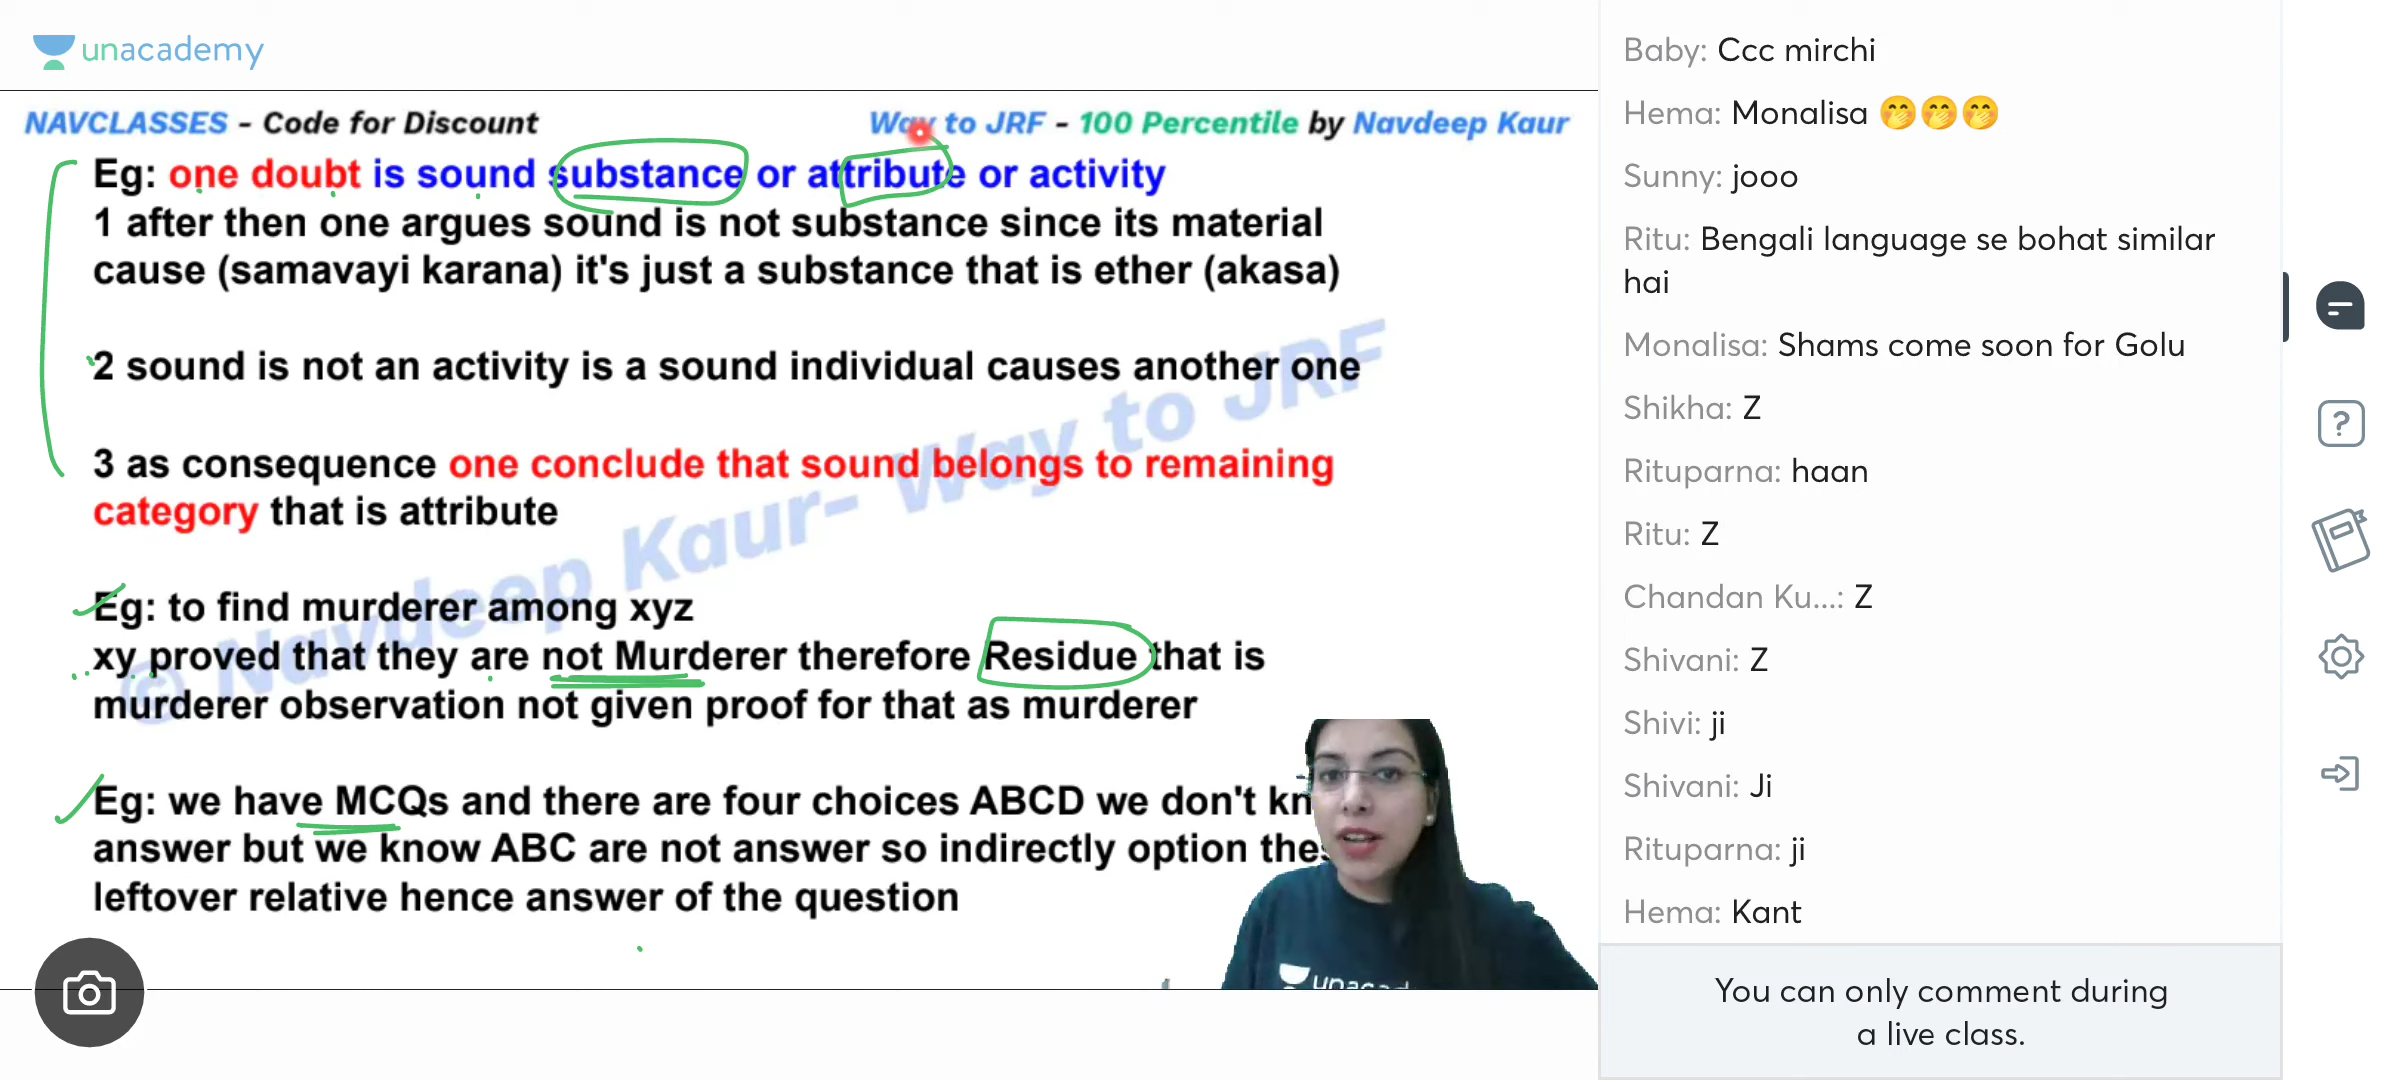 unacademy
NAVCLASSES - Code for Discount
Way to JRF - 100 Percentile by Navdeep Kaur
Eg: one doubt is sound substance or attribute or activity
1 after then one argues sound is not substance since its material
cause (samavayi karana) it's just a substance that is ether (akasa)
2 sound is not an activity is a sound individual causes another one
3 as consequence one conclude that sound belongs to remaining
category that is attribute
Eg: to find murderer among xyz
xy proved that they are not Murderer therefore Residue that is
murderer observation not given proof for that as murderer
Eg: we have MCQs and there are four choices ABCD we don't
answer but we know ABC are not answer so indirectly option
leftover relative hence answer of the question
© Navdeep Kaur- Way to JRF
Baby: Ccc mirchi
Hema: Monalisa 🤭🤭🤭
Sunny: jooo
Ritu: Bengali language se bohat similar
hai
Monalisa: Shams come soon for Golu
Shikha: Z
Rituparna: haan
Ritu: Z
Chandan Ku...: Z
Shivani: Z
Shivi: ji
Shivani: Ji
Rituparna: ji
Hema: Kant
You can only comment during
a live class.